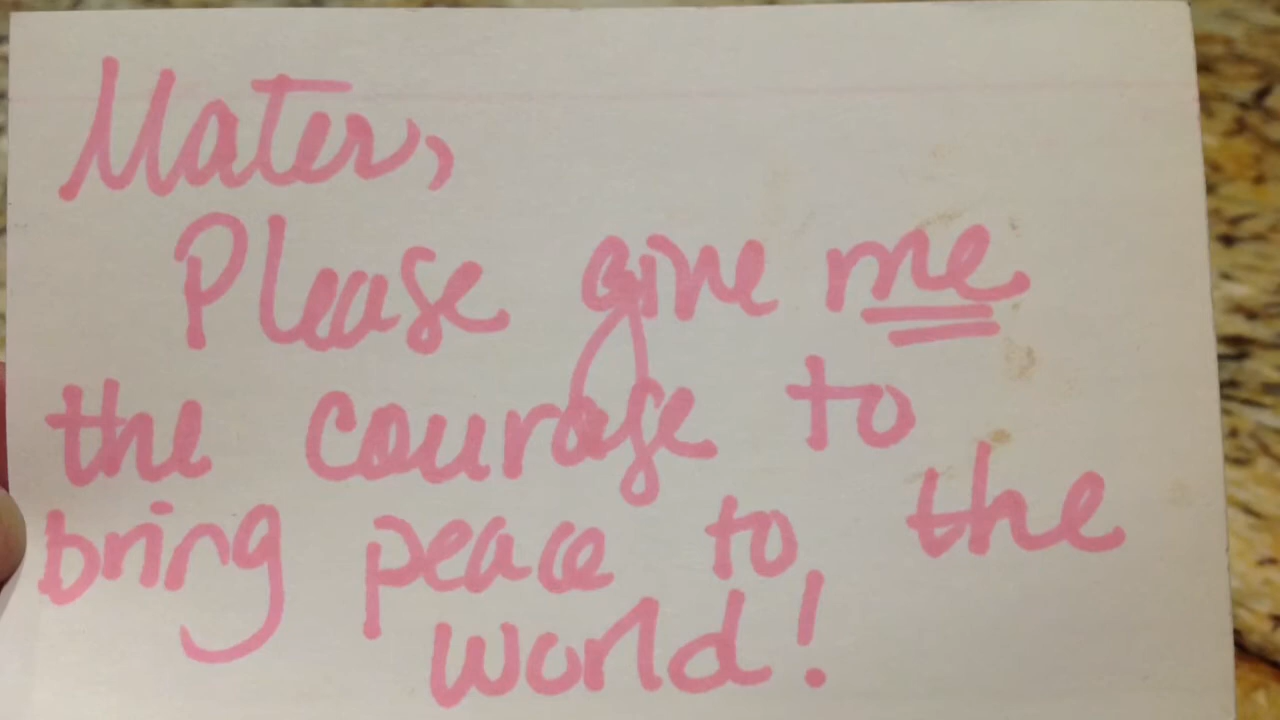 Mater,
Please give me
the courage to
bring peace to the
world!